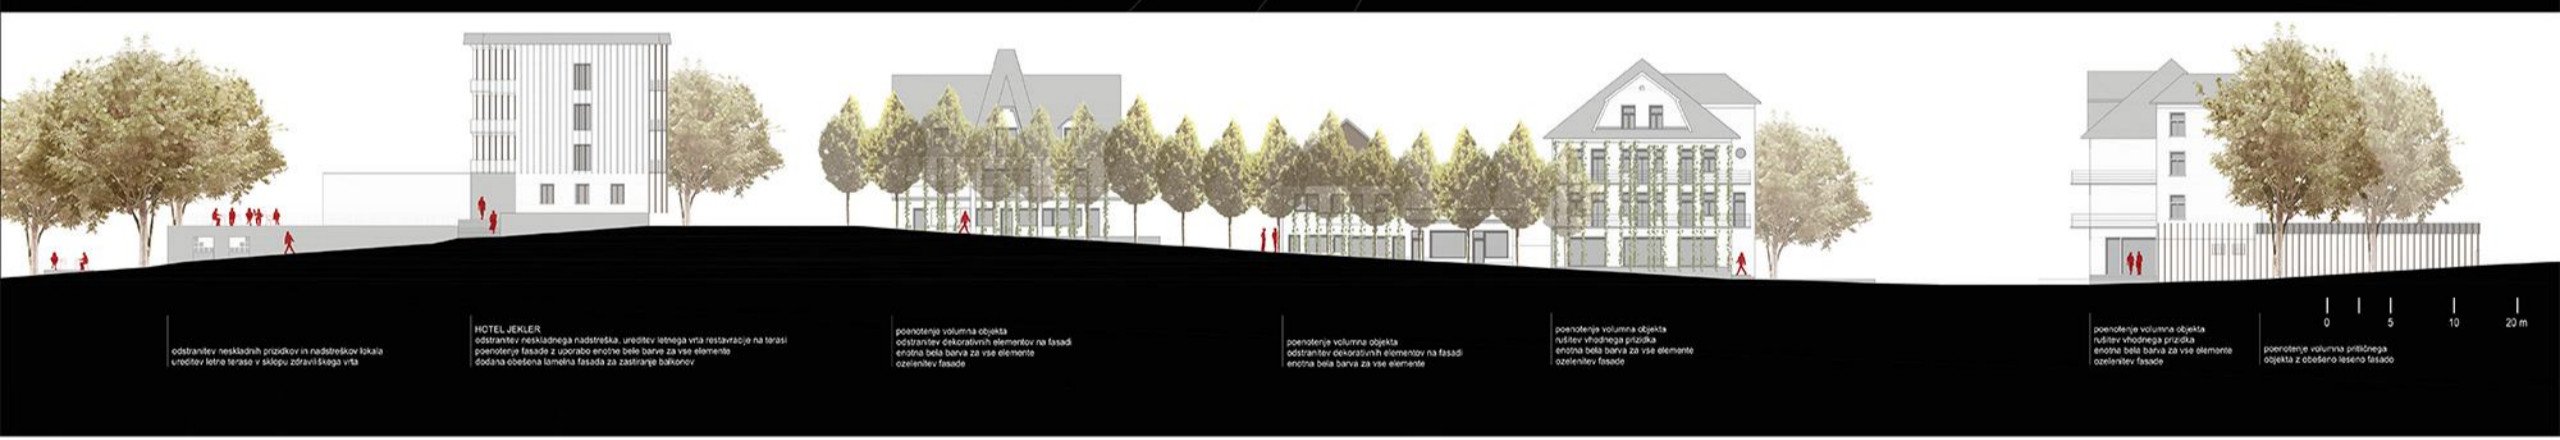 odstranitev neskladnih prizidkov in nadstreškov lokala
ureditev letne terase v sklopu zdraviliškega vrta
HOTEL JEKLER
odstranitev neskladnega nadstreška, ureditev letnega vrta restavracije na terasi
poenotenje fasade z uporabo enotne bele barve za vse elemente
dodana obešena lamelna fasada za zastiranje balkonov
poenotenje volumna objekta
odstranitev dekorativnih elementov na fasadi
enotna bela barva za vse elemente
ozelenitev fasade
poenotenje volumna objekta
odstranitev dekorativnih elementov na fasadi
enotna bela barva za vse elemente
poenotenje volumna objekta
rušitev vhodnega prizidka
enotna bela barva za vse elemente
ozelenitev fasade
poenotenje volumna objekta
rušitev vhodnega prizidka
enotna bela barva za vse elemente
ozelenitev fasade
poenotenje volumna pritličnega
objekta z obešeno leseno fasado
0 5 10 20 m